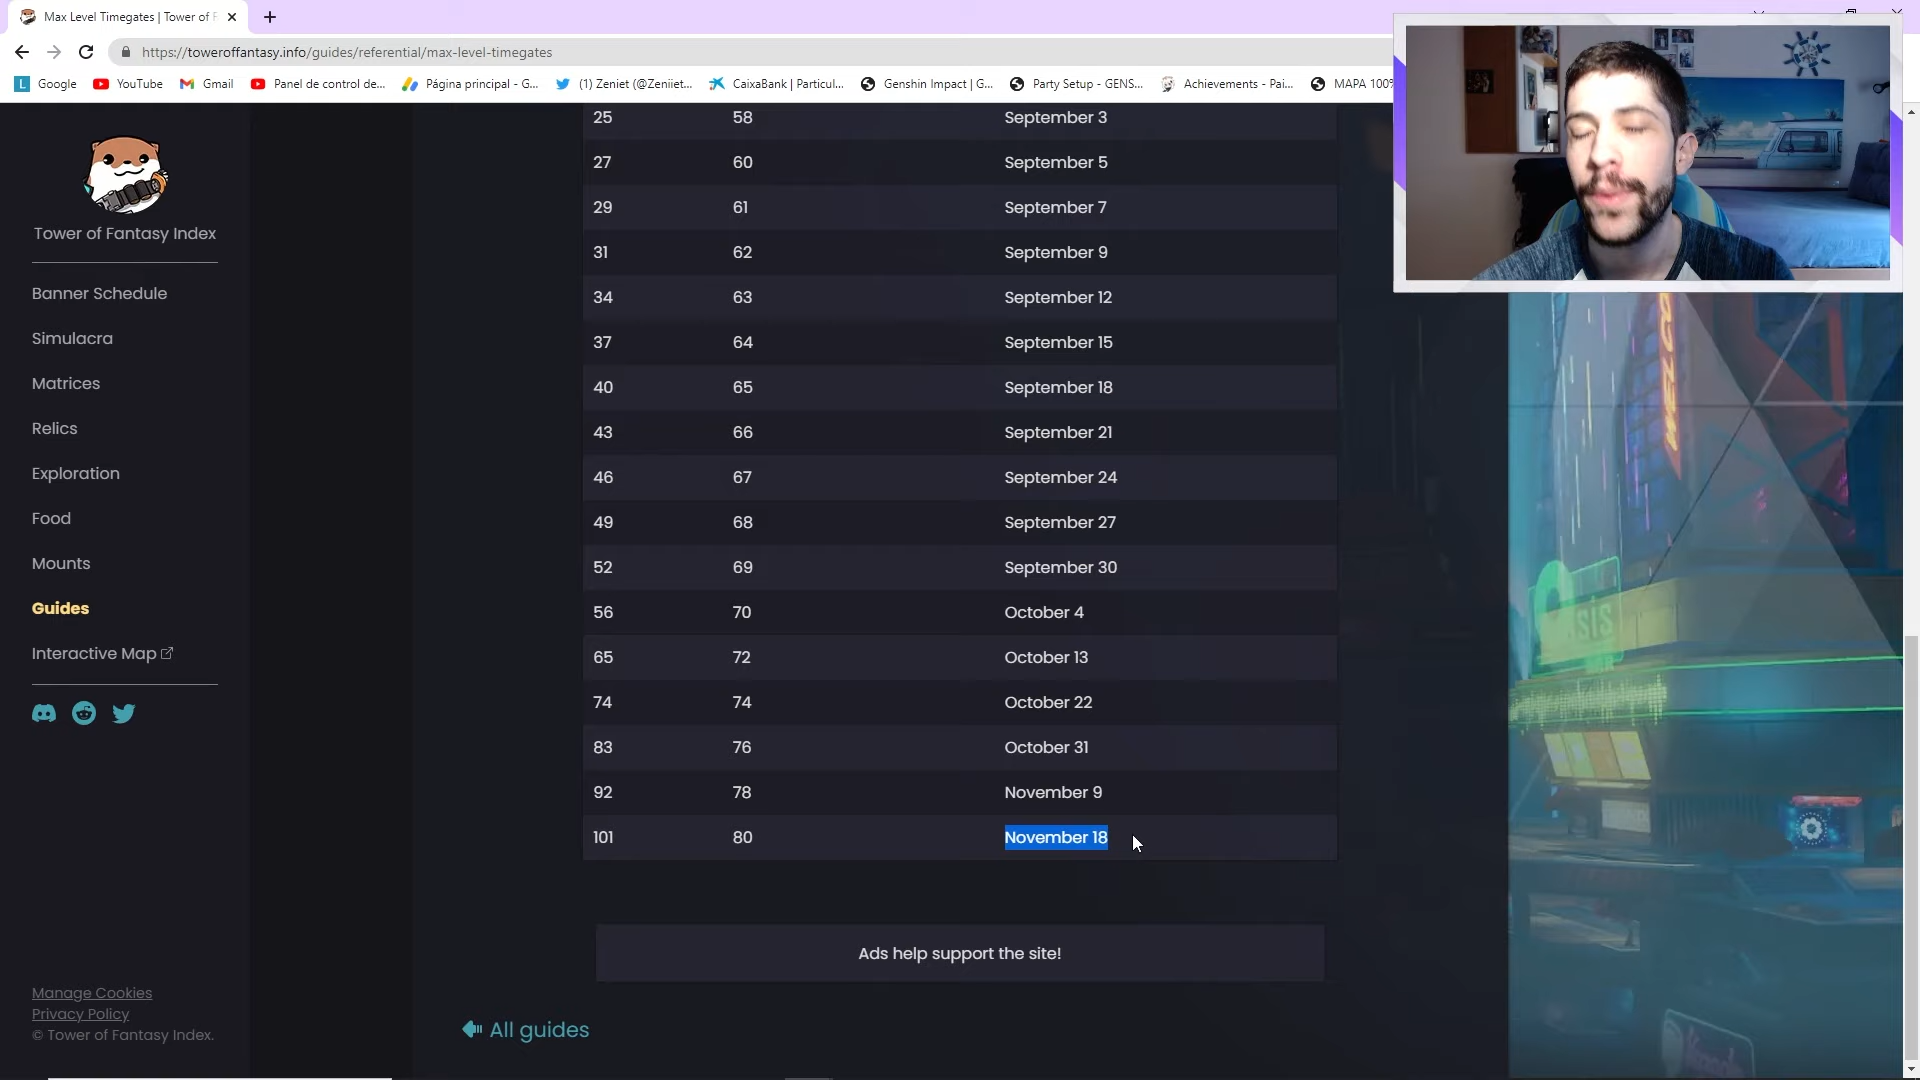 Max Level Timegates | Tower of F
https://toweroffantasy.info/guides/referential/max-level-timegates
Google
YouTube
Gmail
Panel de control de...
Página principal - G...
(1) Zeniet (@Zeniiet...
CaixaBank | Particul...
Genshin Impact | G...
Party Setup - GENS...
Achievements - Pai...
MAPA 100%
Tower of Fantasy Index
Banner Schedule
Simulacra
Matrices
Relics
Exploration
Food
Mounts
Guides
Interactive Map
Manage Cookies
Privacy Policy
© Tower of Fantasy Index.
25 58 September 3
27 60 September 5
29 61 September 7
31 62 September 9
34 63 September 12
37 64 September 15
40 65 September 18
43 66 September 21
46 67 September 24
49 68 September 27
52 69 September 30
56 70 October 4
65 72 October 13
74 74 October 22
83 76 October 31
92 78 November 9
101 80 November 18
Ads help support the site!
All guides